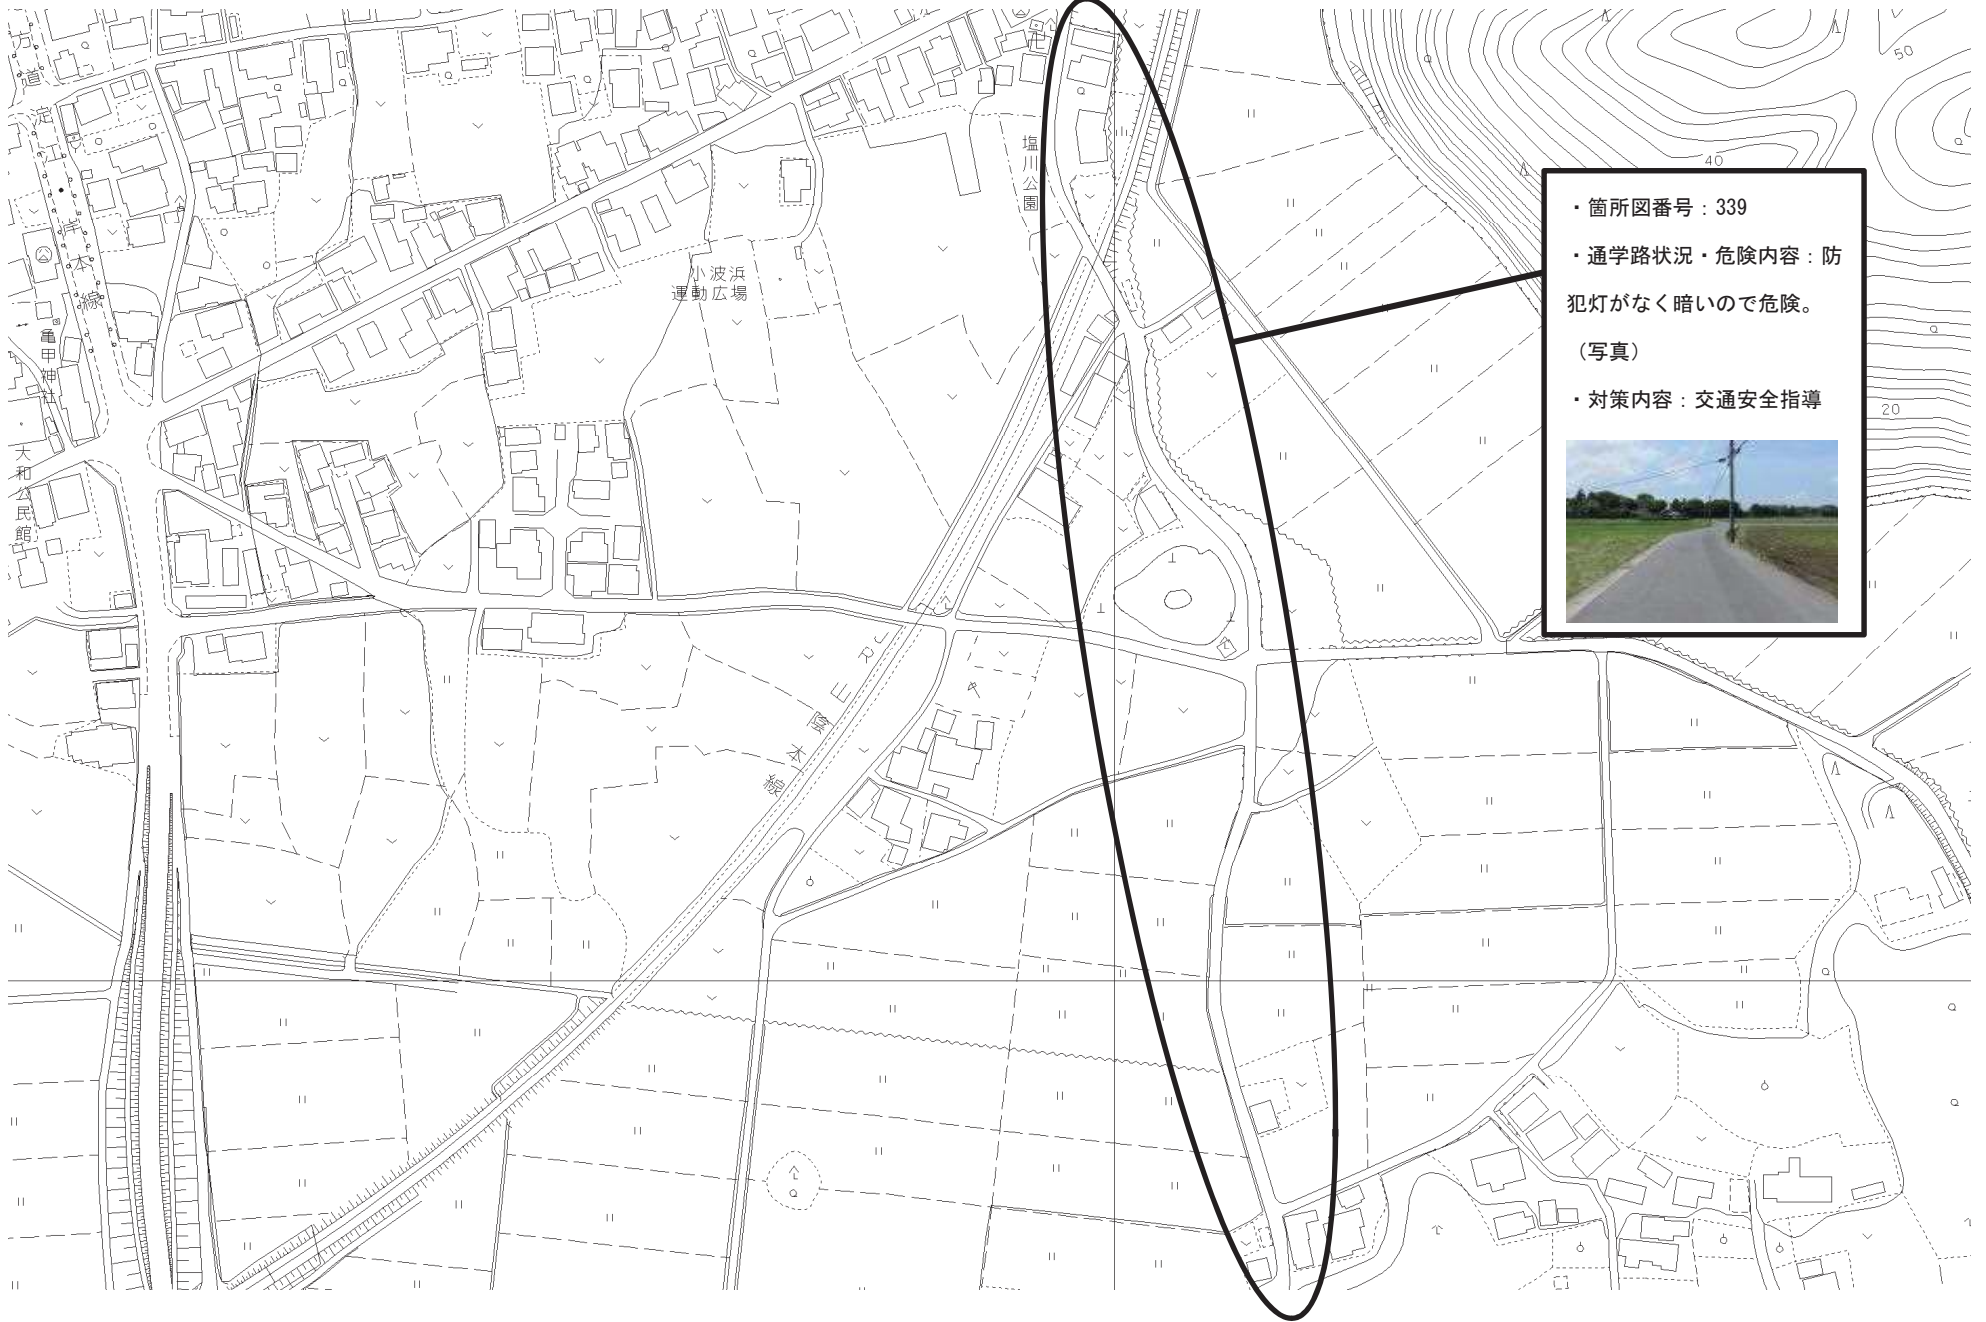 50
40
20
・箇所図番号：339
・通学路状況・危険内容：防
犯灯がなく暗いので危険。
（写真）
・対策内容：交通安全指導
塩川公園
小波浜
運動広場
亀甲神社
大和公民館